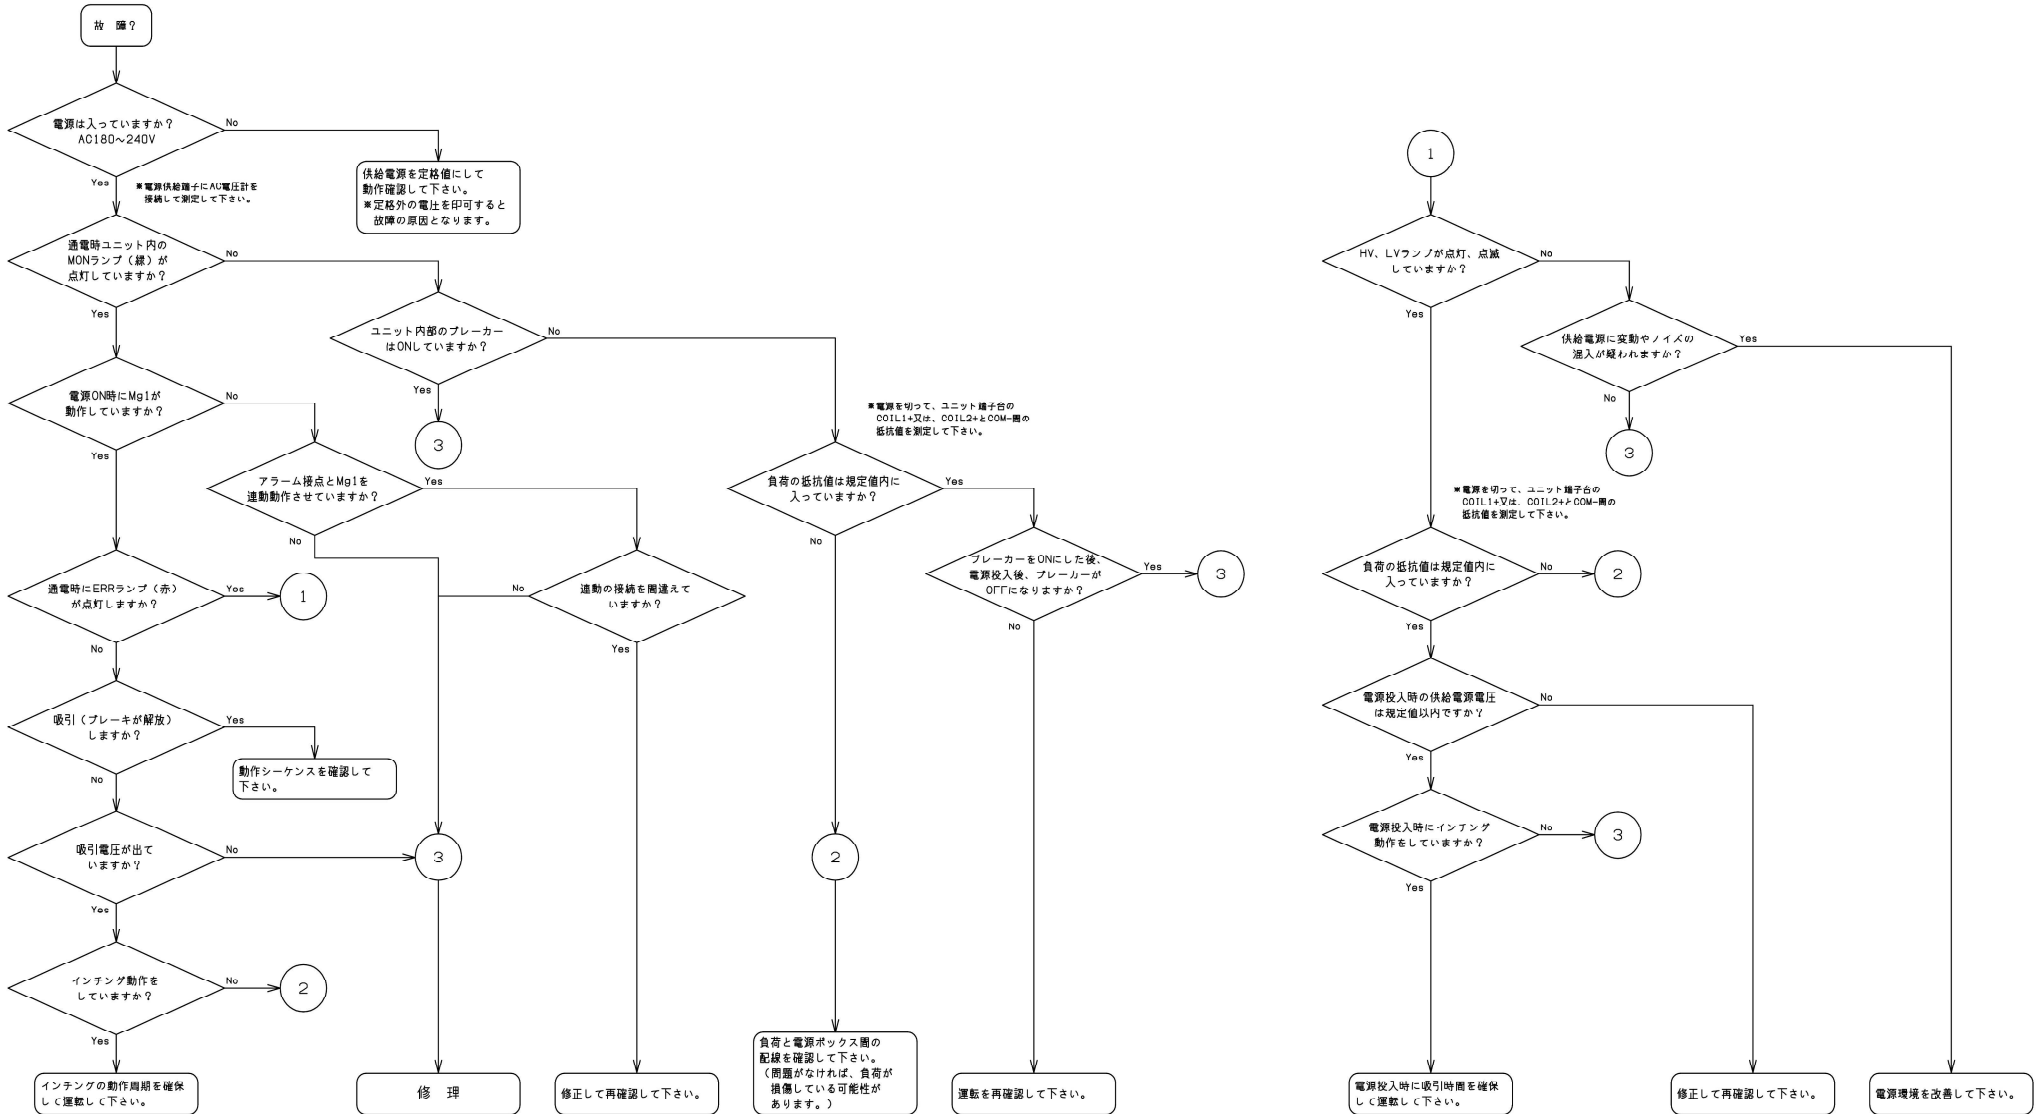 故　障?
電源は入っていますか?
AC180～240V
No
Yes
※電源供給端子にAC電圧計を
接続して測定して下さい。
供給電源を定格値にして
動作確認して下さい。
※定格外の電圧を印可すると
故障の原因となります。
通電時ユニット内の
MONランプ（緑）が
点灯していますか?
No
Yes
ユニット内部のブレーカー
はONしていますか?
No
Yes
3
電源ON時にMg1が
動作していますか?
No
Yes
アラーム接点とMg1を
連動動作させていますか?
Yes
No
連動の接続を間違えて
いますか?
No
Yes
※電源を切って、ユニット端子台の
COIL1+又は、COIL2+とCOM-間の
抵抗値を測定して下さい。
負荷の抵抗値は規定値内に
入っていますか?
Yes
No
ブレーカーをONにした後、
電源投入後、ブレーカーが
OFFになりますか?
Yes
3
No
通電時にERRランプ（赤）
が点灯しますか?
Yes
1
No
吸引（ブレーキが解放）
しますか?
Yes
No
動作シーケンスを確認して
下さい。
吸引電圧が出て
いますか?
No
3
Yes
2
インチング動作を
していますか?
No
2
Yes
インチングの動作周期を確保
して運転して下さい。
修　理
修正して再確認して下さい。
負荷と電源ボックス間の
配線を確認して下さい。
（問題がなければ、負荷が
損傷している可能性が
あります。）
運転を再確認して下さい。
1
HV、LVランプが点灯、点滅
していますか?
No
Yes
供給電源に変動やノイズの
混入が疑われますか?
Yes
No
3
※電源を切って、ユニット端子台の
COIL1+又は、COIL2+とCOM-間の
抵抗値を測定して下さい。
負荷の抵抗値は規定値内に
入っていますか?
No
2
Yes
電源投入時の供給電源電圧
は規定値以内ですか?
No
Yes
電源投入時にインチング
動作をしていますか?
No
3
Yes
電源投入時に吸引時間を確保
して運転して下さい。
修正して再確認して下さい。
電源環境を改善して下さい。